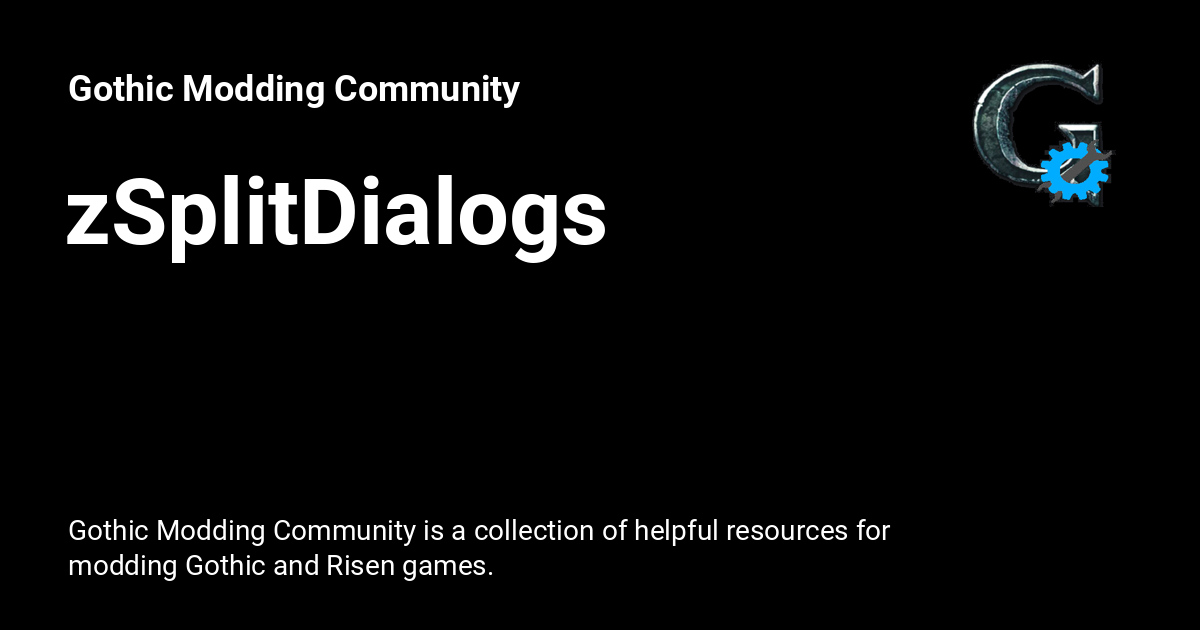 Gothic Modding Community
zSplitDialogs
Gothic Modding Community is a collection of helpful resources for
modding Gothic and Risen games.
G